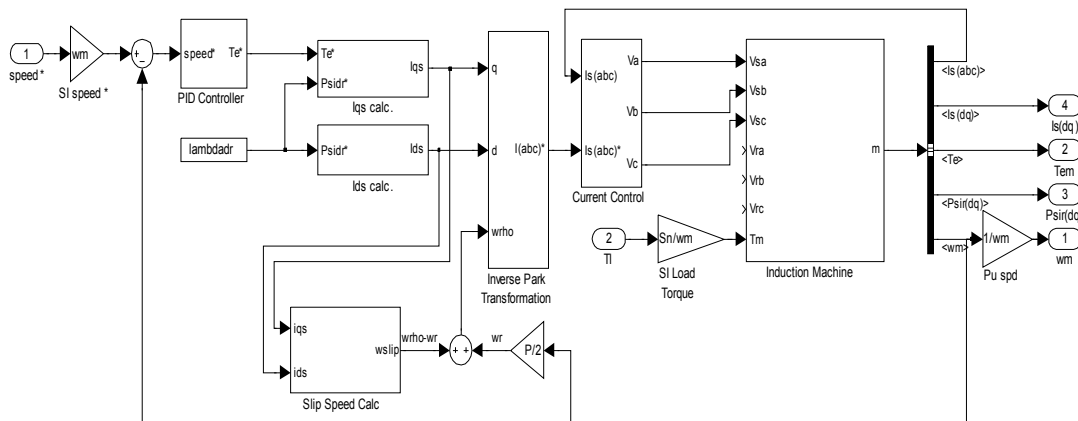 1
speed*
wm
SI speed *
+
−
speed*
Te*
PID Controller
lambdadr
Te*
Psidr*
Iqs
Iqs calc.
Psidr*
Ids
Ids calc.
q
d
wrho
I(abc)*
Inverse Park
Transformation
iqs
ids
wslip
Slip Speed Calc
wrho-wr
+ +
wr
P/2
Is(abc)
Is(abc)*
Va
Vb
Vc
Current Control
2
Tl
Sn/wm
SI Load
Torque
Vsa
Vsb
Vsc
Vra
Vrb
Vrc
Tm
m
Induction Machine
<Is(abc)>
<Is(dq)>
<Te>
<Psir(dq)>
<wm>
4
Is(dq)
2
Tem
3
Psir(dq
1/wm
Pu spd
1
wm